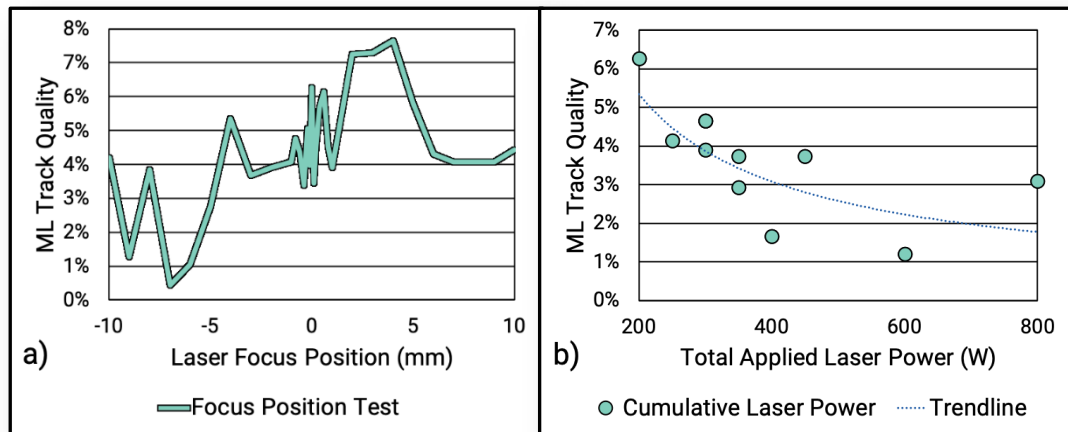 8%
7%
6%
5%
4%
3%
2%
1%
0%
ML Track Quality
-10 -5 0 5 10
a) Laser Focus Position (mm)
Focus Position Test
7%
6%
5%
4%
3%
2%
1%
0%
ML Track Quality
200 400 600 800
b) Total Applied Laser Power (W)
Cumulative Laser Power Trendline